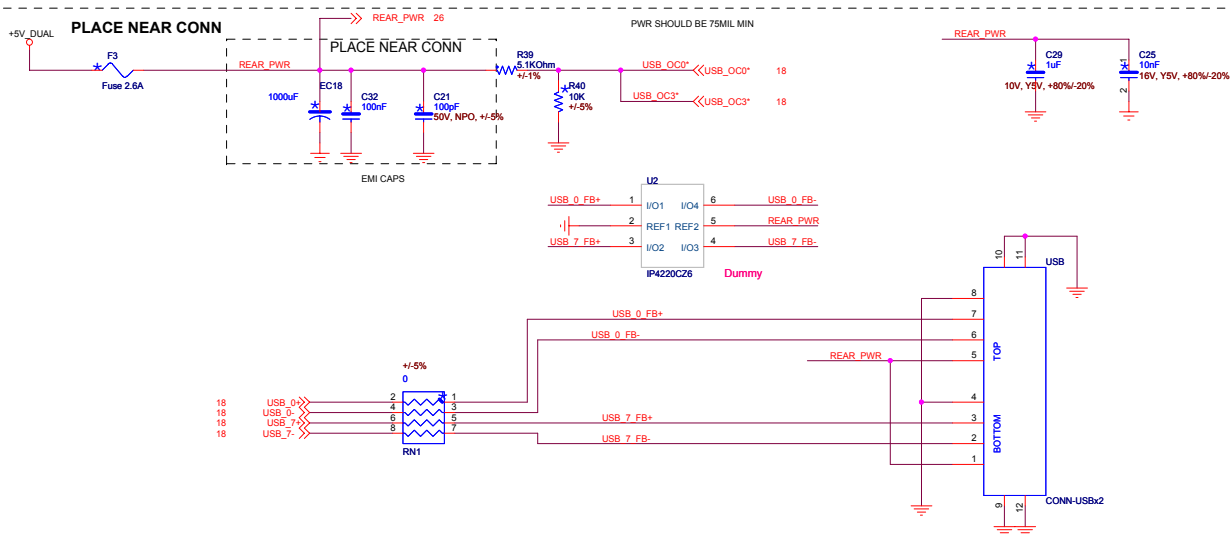 PLACE NEAR CONN
REAR_PWR 26
PWR SHOULD BE 75MIL MIN
+5V_DUAL
F3
Fuse 2.6A
REAR_PWR
PLACE NEAR CONN
1000uF
EC18
C32
100nF
C21
100pF
50V, NPO, +/-5%
EMI CAPS
R39
5.1KOhm
+/-1%
R40
10K
+/-5%
USB_OC0*
USB_OC0* 18
USB_OC3*
USB_OC3* 18
REAR_PWR
C29
1uF
10V, Y5V, +80%/-20%
C25
10nF
16V, Y5V, +80%/-20%
1
2
U2
USB_0_FB+ 1 I/O1 I/O4 6 USB_0_FB-
2 REF1 REF2 5 REAR_PWR
USB_7_FB+ 3 I/O2 I/O3 4 USB_7_FB-
IP4220CZ6
Dummy
10
11
USB
8
USB_0_FB+ 7
USB_0_FB- 6
REAR_PWR 5
TOP
4
USB_7_FB+ 3
USB_7_FB- 2
1
BOTTOM
9
12
CONN-USBx2
+/-5%
0
18 USB_0+ 2 1
18 USB_0- 4 3
18 USB_7+ 6 5
18 USB_7- 8 7
RN1